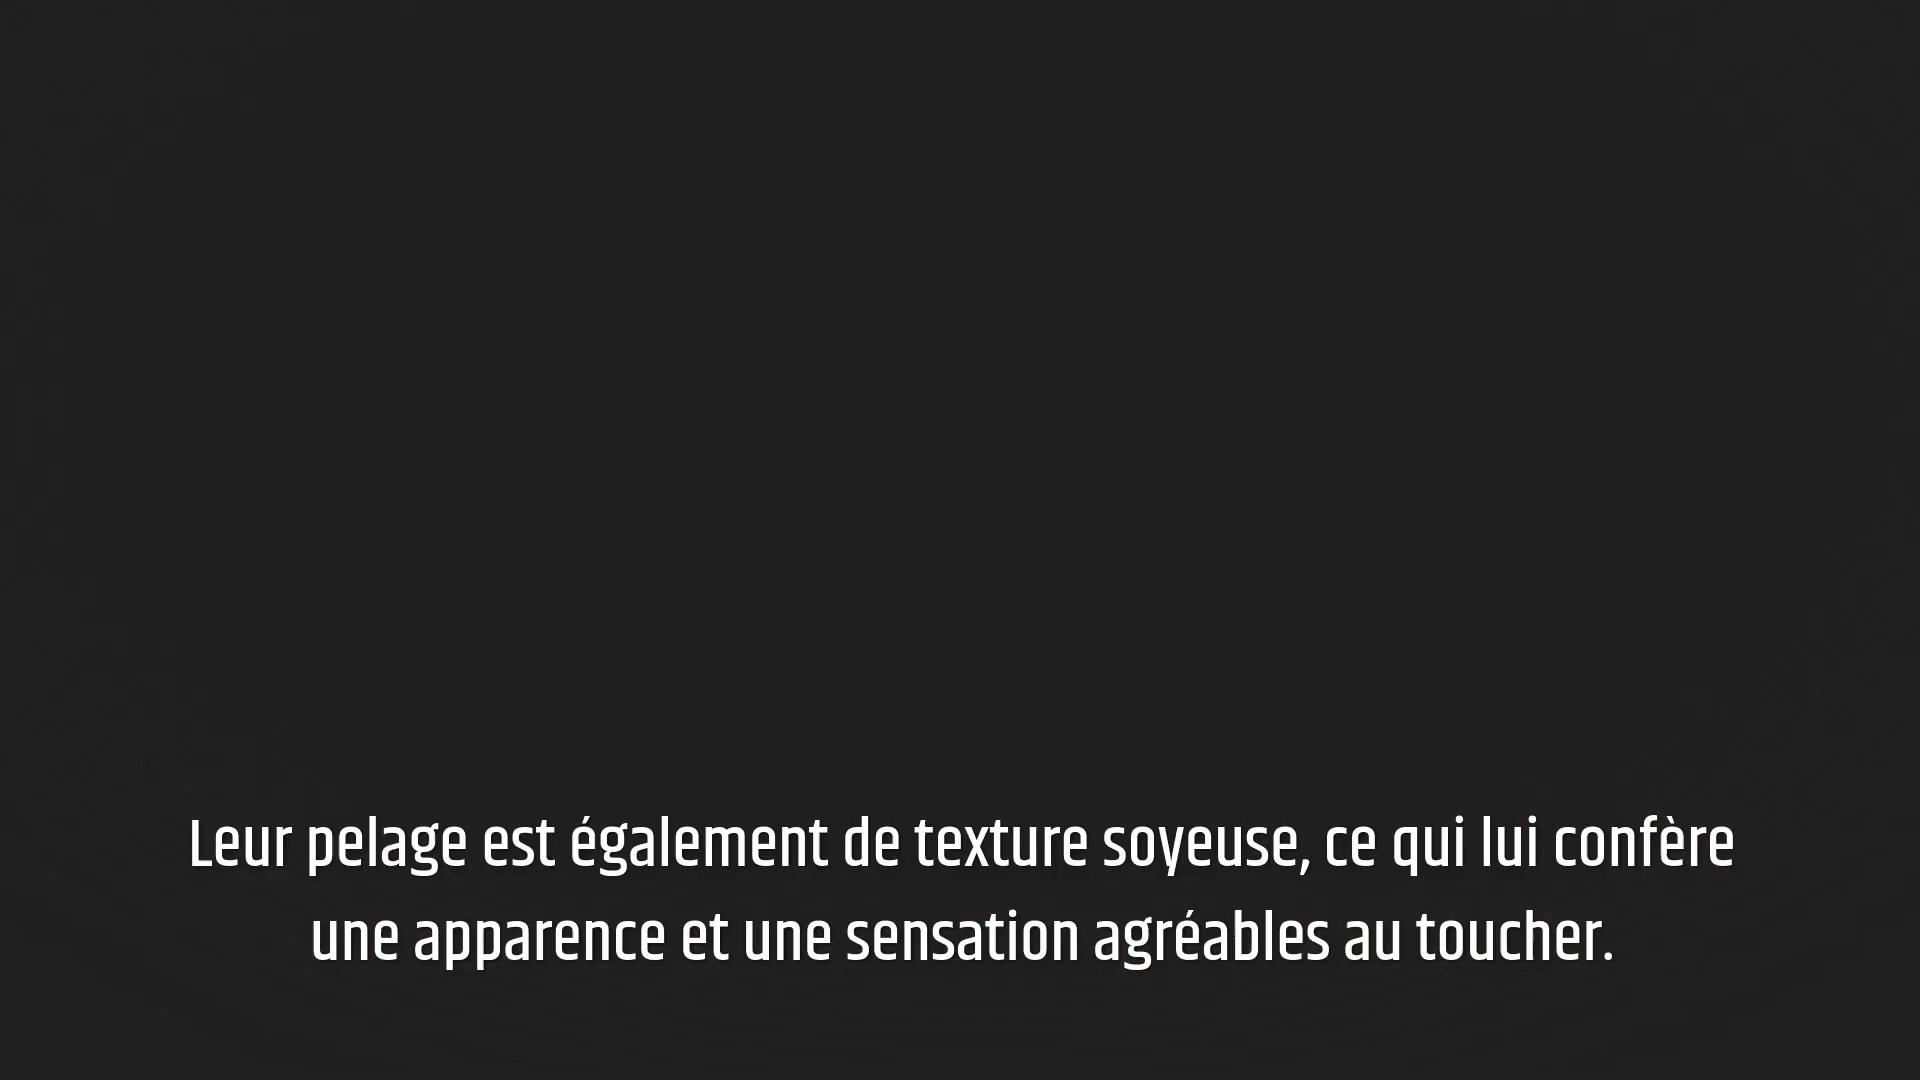 Leur pelage est également de texture soyeuse, ce qui lui confère
une apparence et une sensation agréables au toucher.